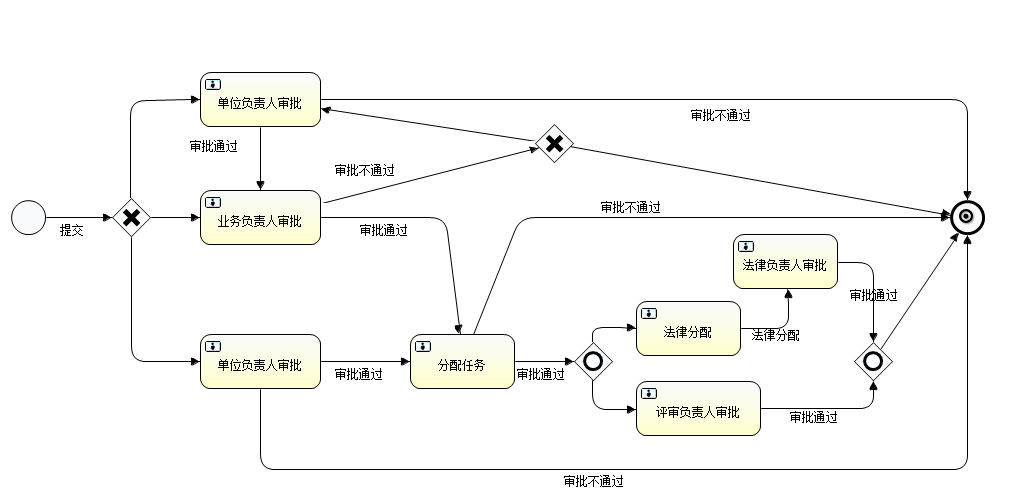 单位负责人审批
审批不通过
审批通过
审批不通过
提交
业务负责人审批
审批通过
审批不通过
法律负责人审批
审批通过
法律分配
法律分配
单位负责人审批
审批通过
分配任务
审批通过
评审负责人审批
审批通过
审批不通过